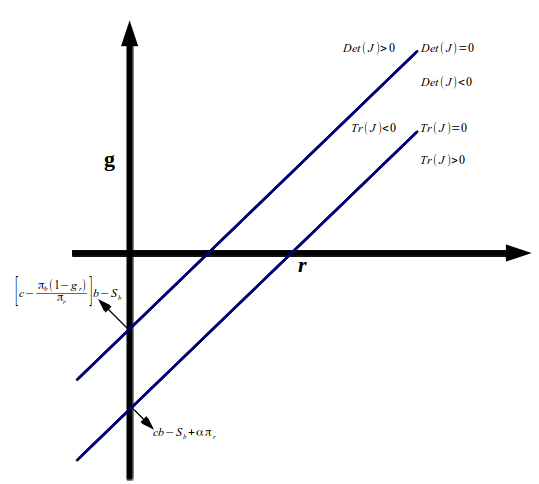 Det(J)>0 Det(J)=0
Det(J)<0
Tr(J)<0 Tr(J)=0
Tr(J)>0
g
r
[c−π_b(1−g_r)/π_r]b−S_b
cb−S_b+απ_r